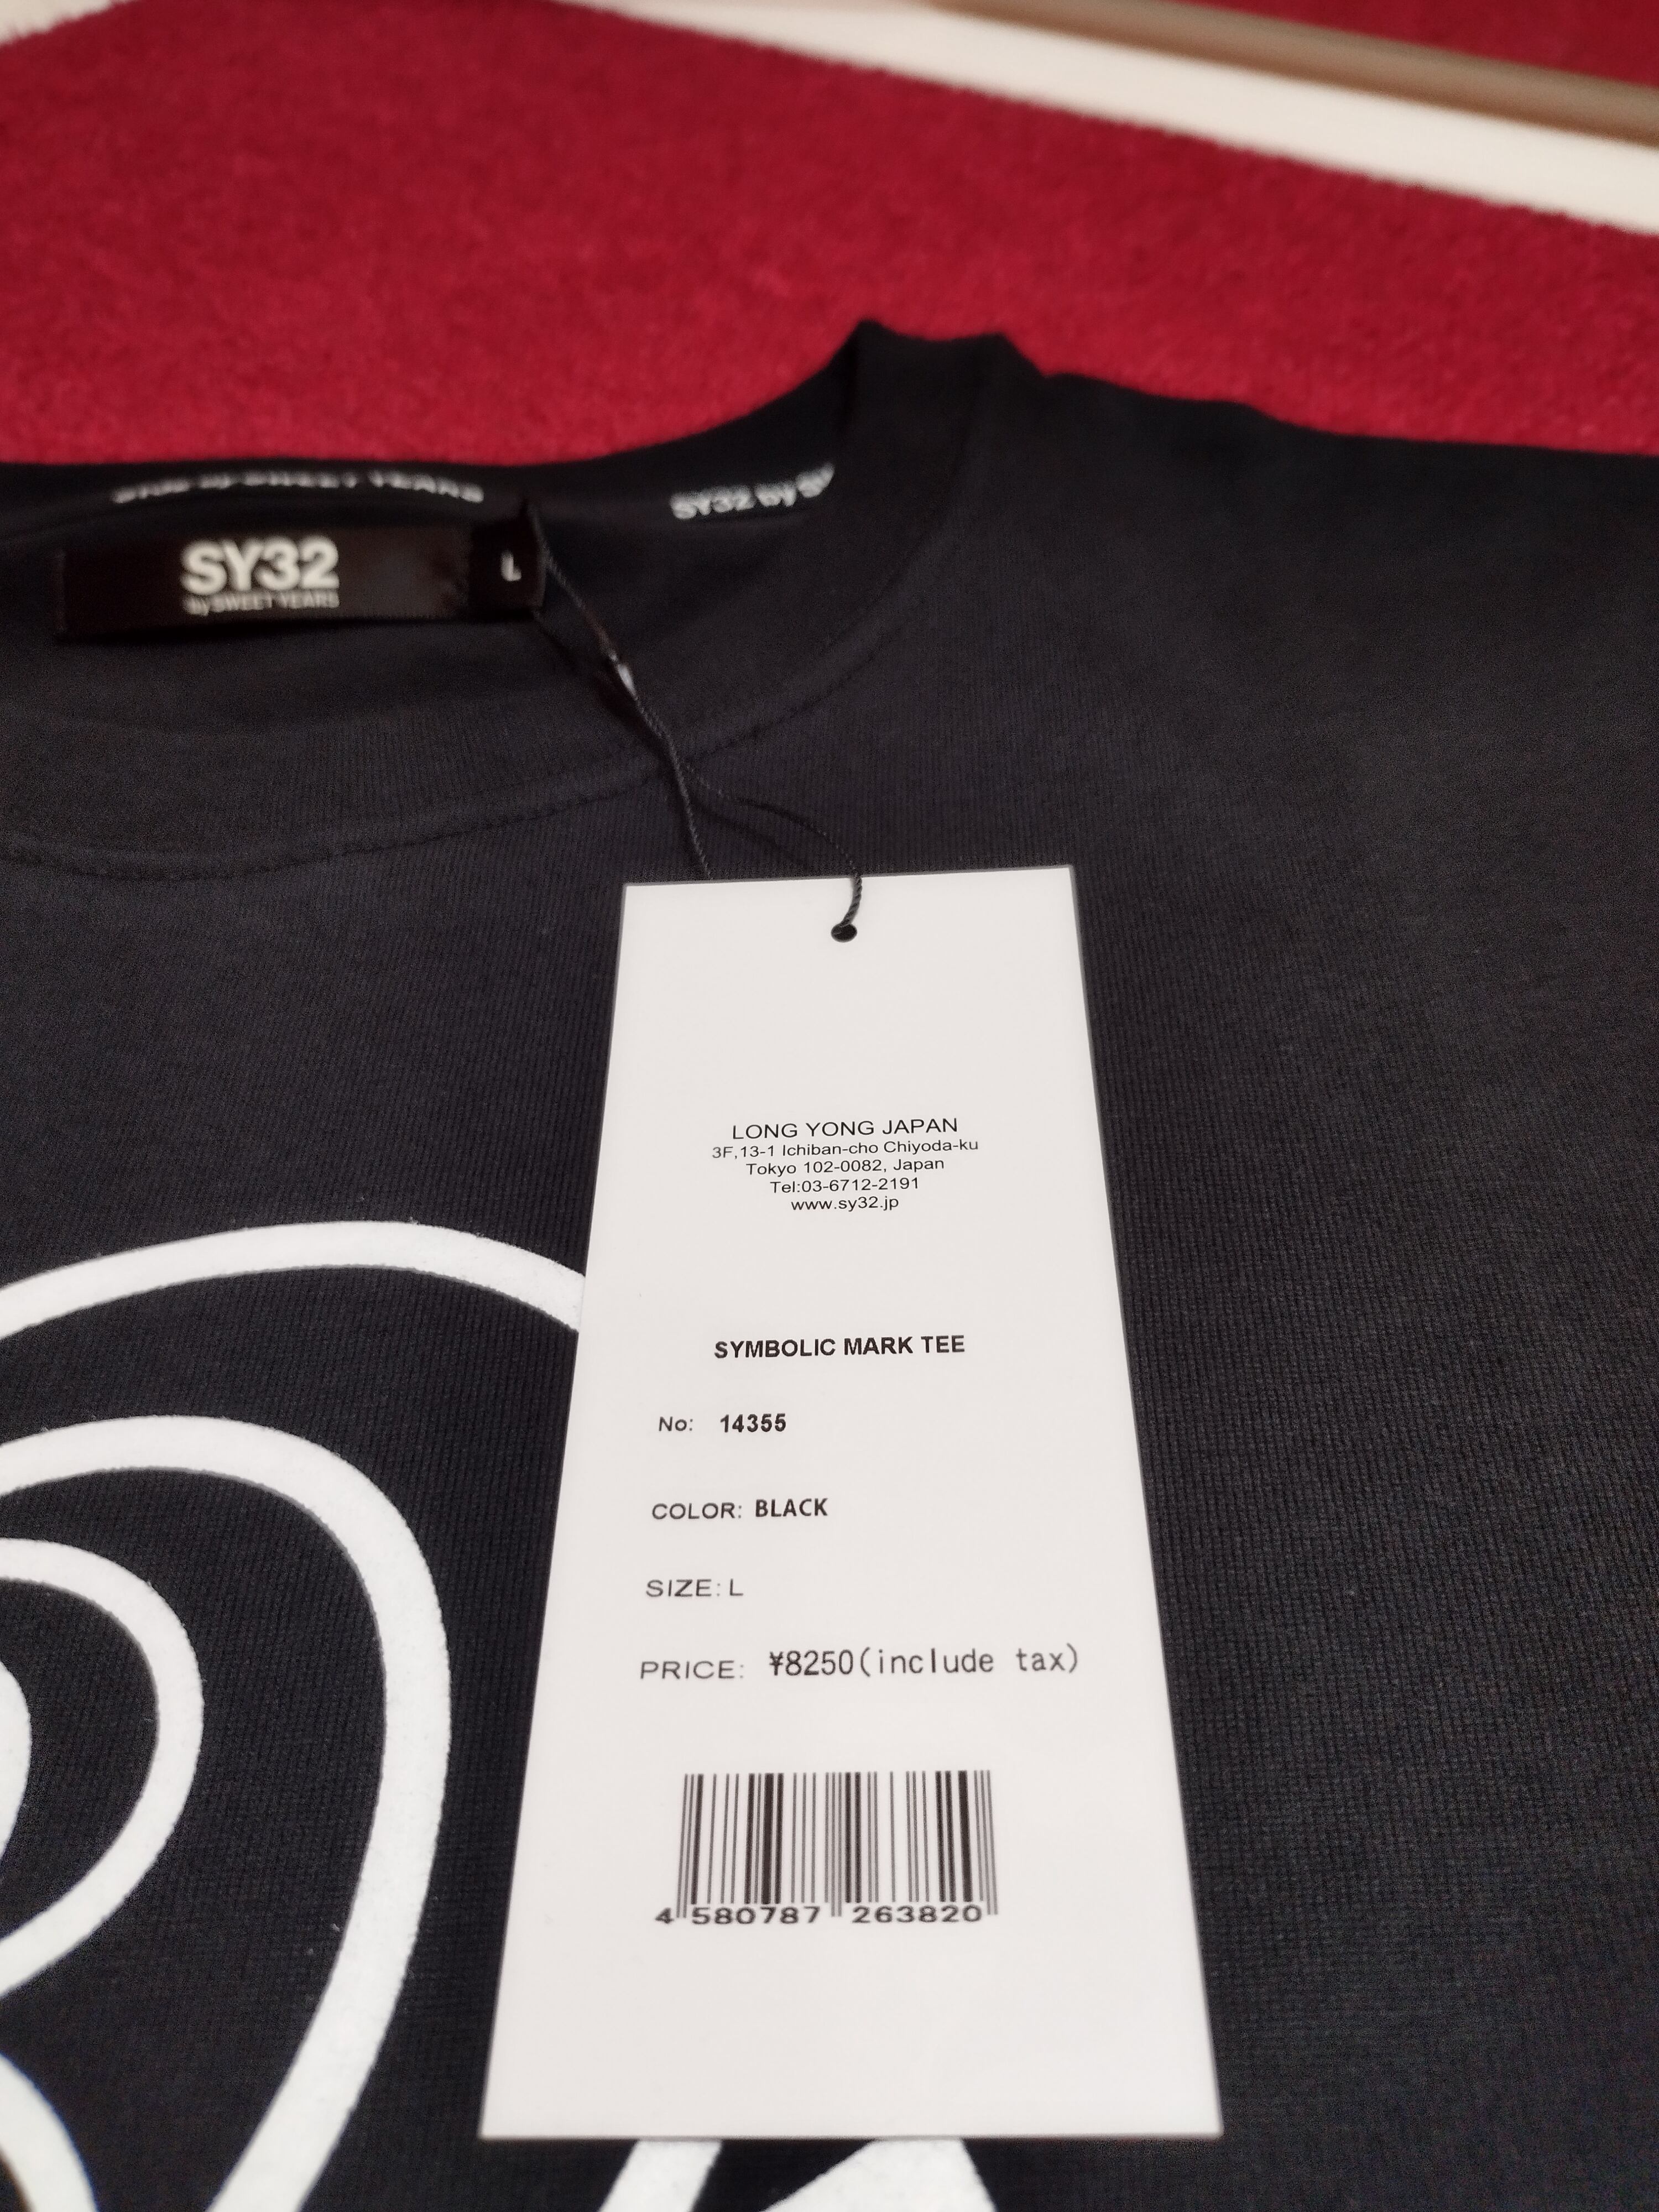 by SWEET YEARS
SY32 by S
SY32
by SWEET YEARS
L
LONG YONG JAPAN
3F,13-1 Ichiban-cho Chiyoda-ku
Tokyo 102-0082, Japan
Tel:03-6712-2191
www.sy32.jp
SYMBOLIC MARK TEE
No: 14355
COLOR: BLACK
SIZE: L
PRICE: ¥8250(include tax)
4 580787 263820